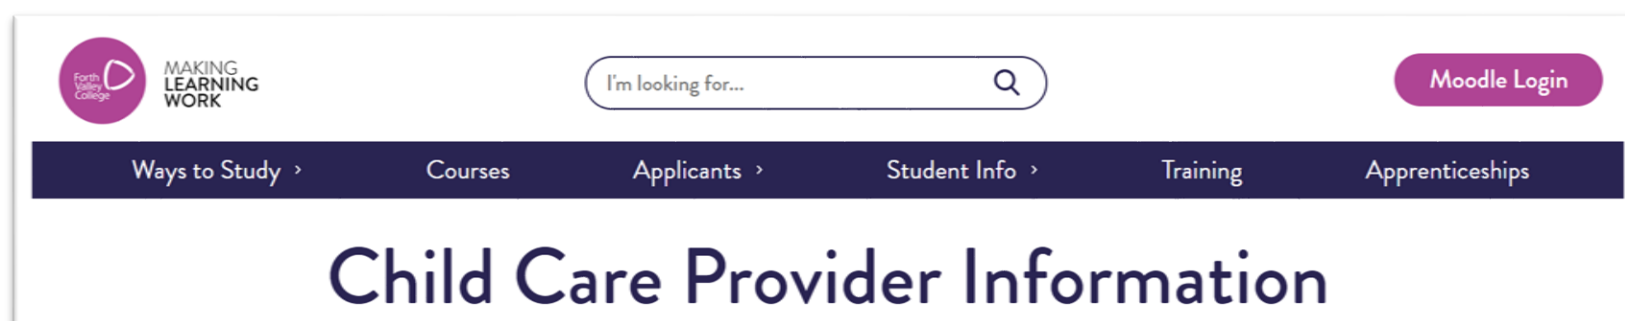 Forth
Valley
College
MAKING
LEARNING
WORK
I'm looking for...
Moodle Login
Ways to Study › Courses Applicants › Student Info › Training Apprenticeships
Child Care Provider Information